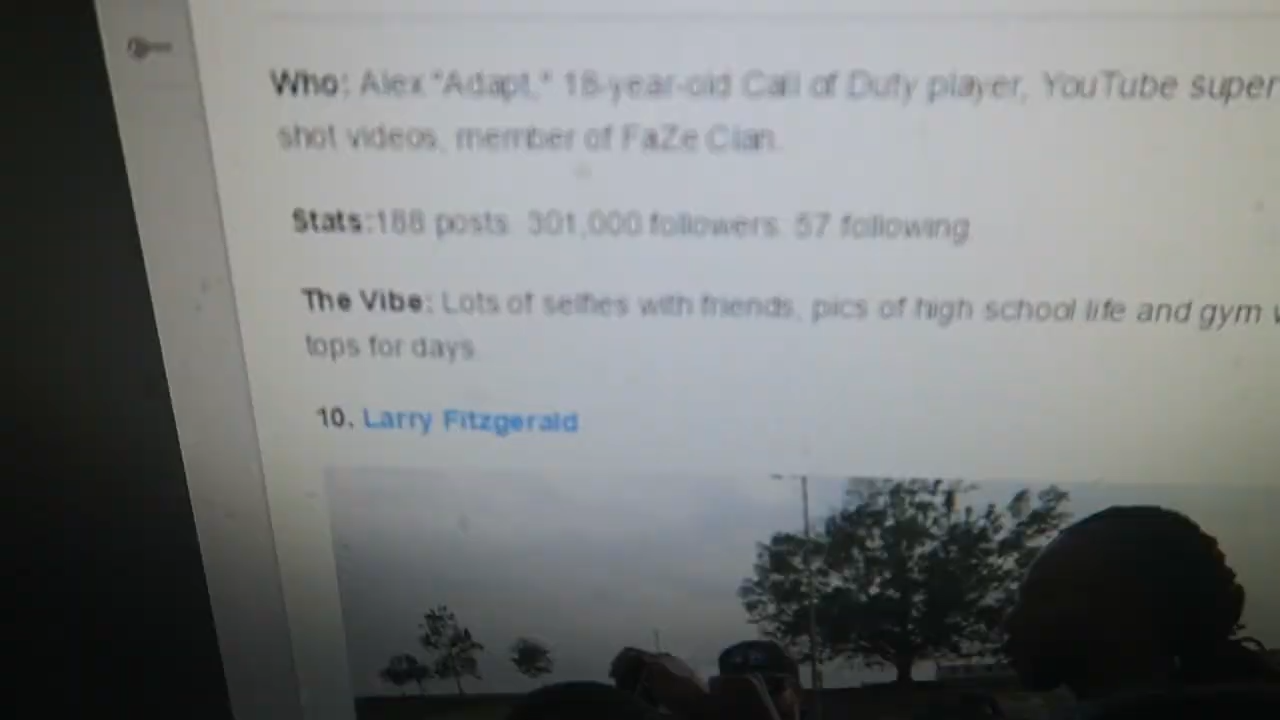 Who: Alex "Adapt," 18-year-old Call of Duty player, YouTube super
shot videos, member of FaZe Clan.
Stats:188 posts. 301,000 followers. 57 following.
The Vibe: Lots of selfies with friends, pics of high school life and gym
tops for days.
10. Larry Fitzgerald